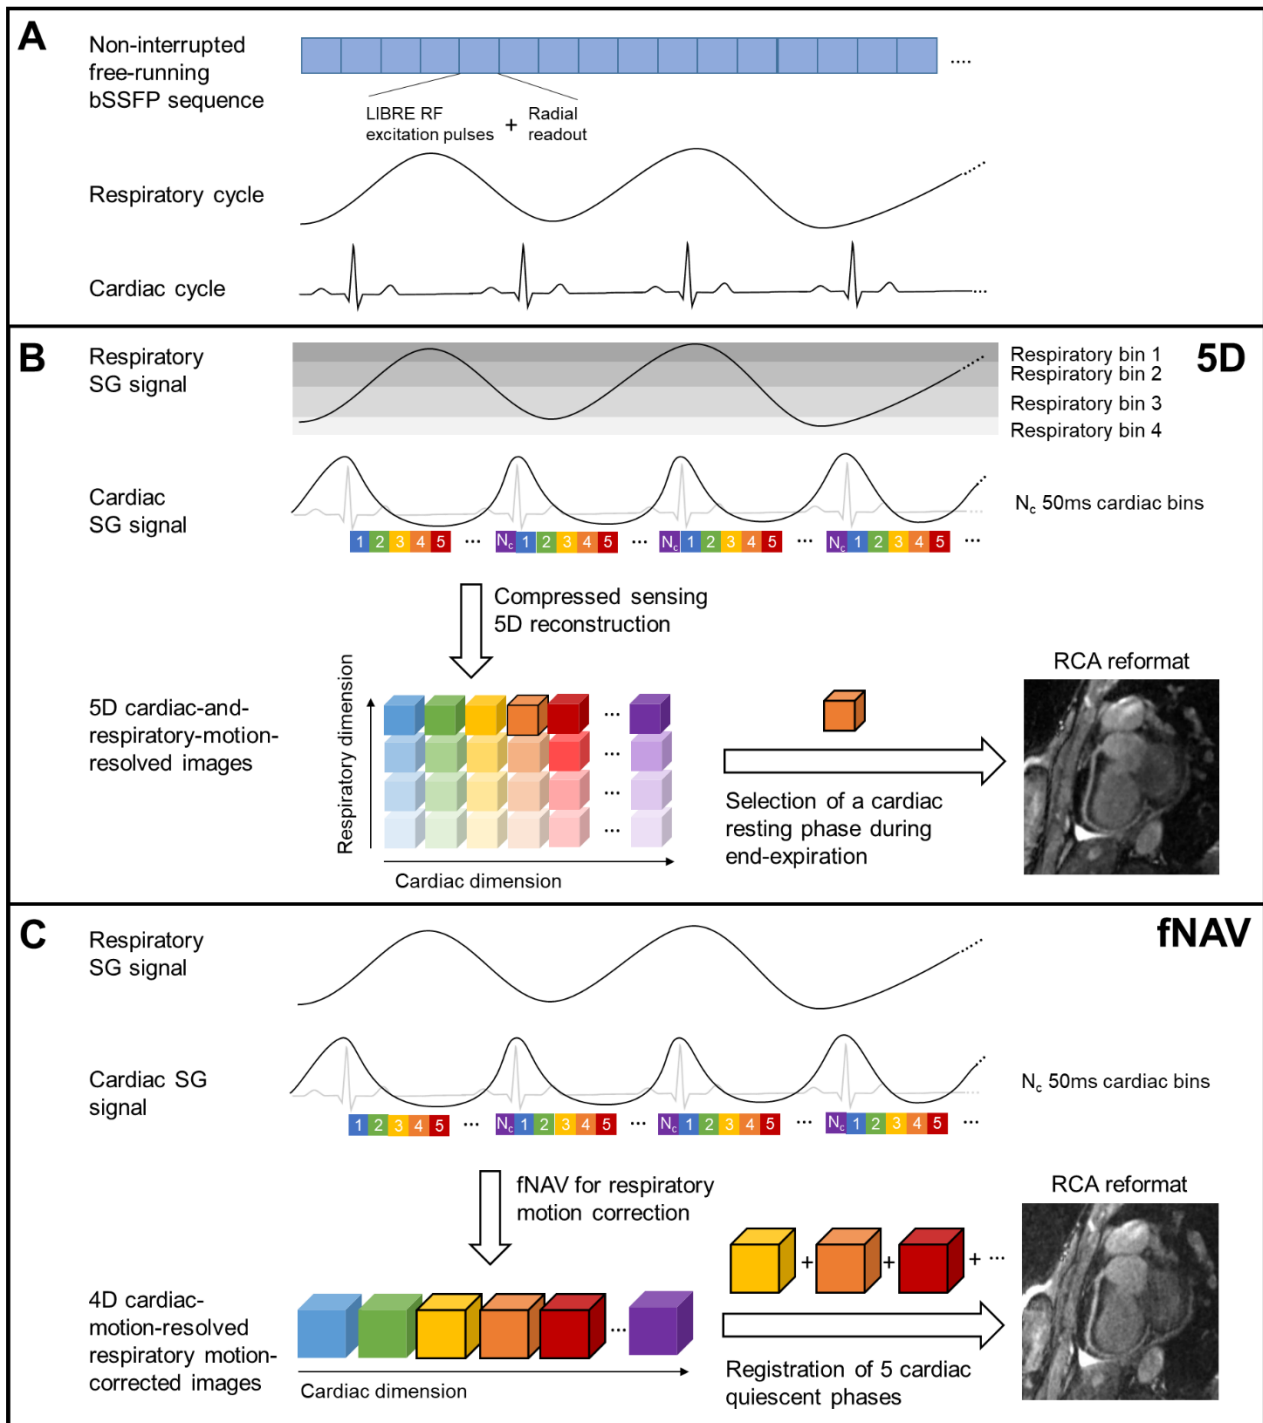 A
Non-interrupted
free-running
bSSFP sequence
....
LIBRE RF
excitation pulses
+
Radial
readout
Respiratory cycle
Cardiac cycle
...
B
5D
Respiratory
SG signal
Respiratory bin 1
Respiratory bin 2
Respiratory bin 3
Respiratory bin 4
Cardiac
SG signal
Nc 50ms cardiac bins
1 2 3 4 5 ... Nc 1 2 3 4 5 ... Nc 1 2 3 4 5 ... Nc 1 2 3 4 5 ...
Compressed sensing
5D reconstruction
5D cardiac-and-
respiratory-motion-
resolved images
Respiratory dimension
...
...
...
Cardiac dimension
Selection of a cardiac
resting phase during
end-expiration
RCA reformat
C
fNAV
Respiratory
SG signal
Cardiac SG
signal
Nc 50ms cardiac bins
1 2 3 4 5 ... Nc 1 2 3 4 5 ... Nc 1 2 3 4 5 ... Nc 1 2 3 4 5 ...
fNAV for respiratory
motion correction
4D cardiac-
motion-resolved
respiratory motion-
corrected images
...
Cardiac dimension
+ + + ...
Registration of 5 cardiac
quiescent phases
RCA reformat